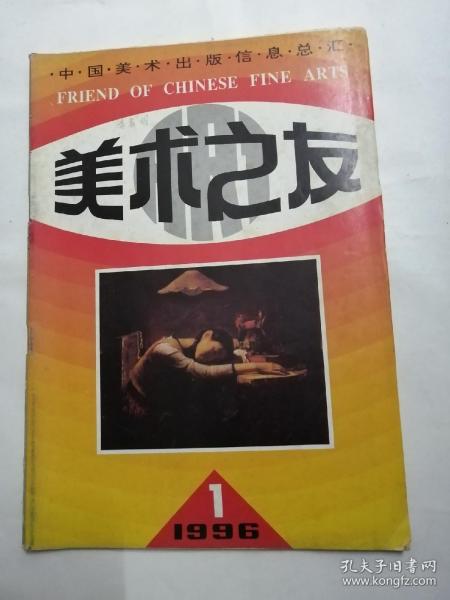 ·中·国·美·术·出·版·信·息·总·汇·
FRIEND OF CHINESE FINE ARTS
美术之友
1
1996
孔夫子旧书网
www.kongfz.com